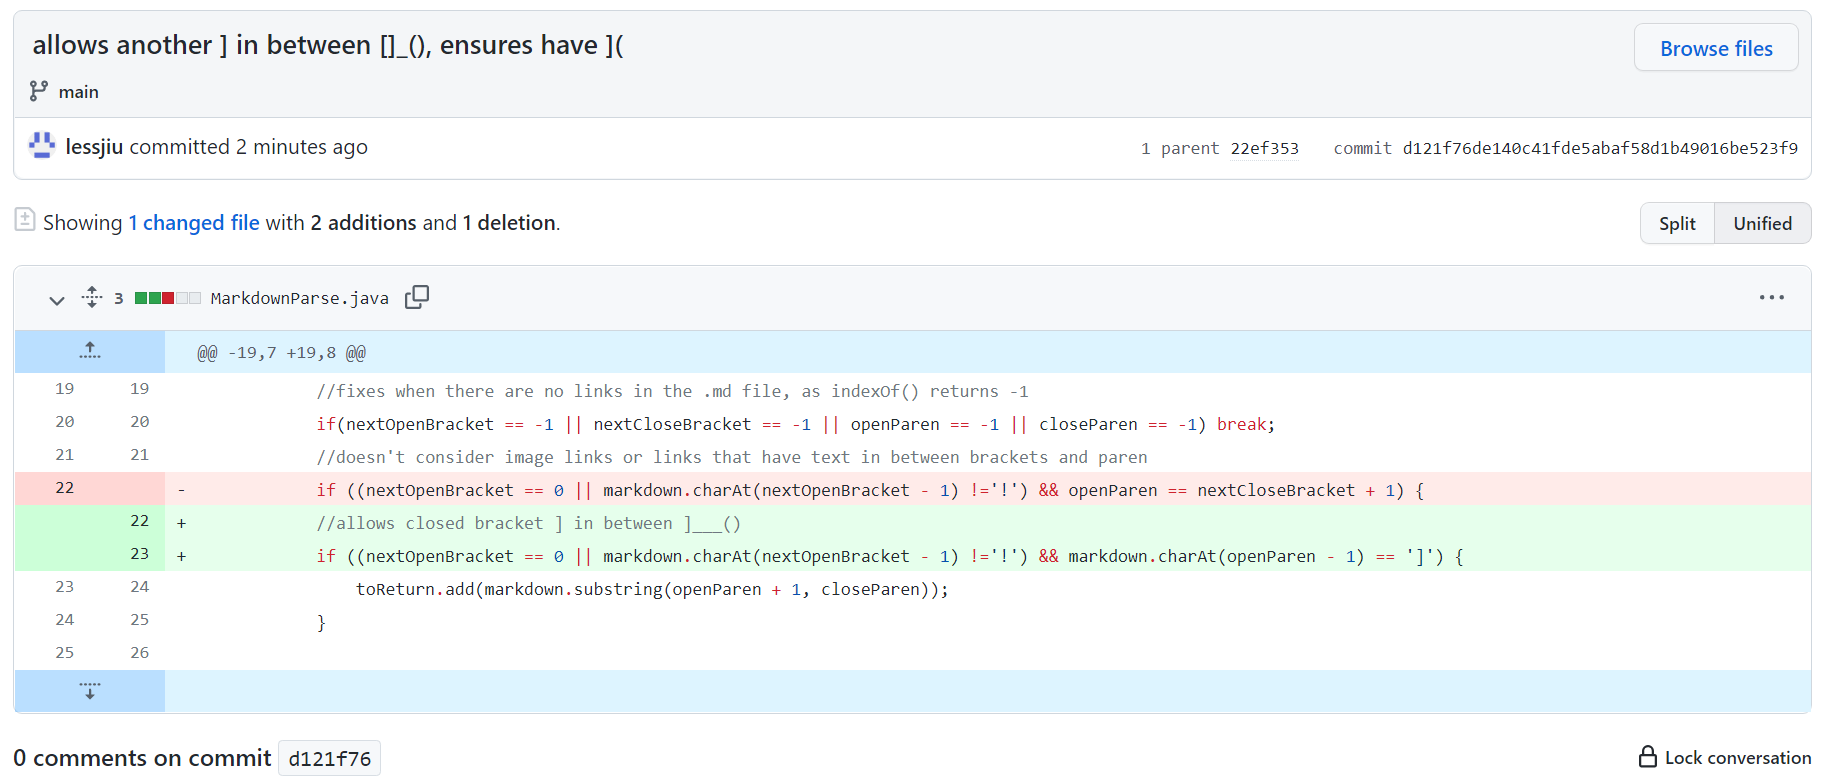 allows another ] in between []_(), ensures have ](
Browse files
main
lessjiu committed 2 minutes ago
1 parent 22ef353 commit d121f76de140c41fde5abaf58d1b49016be523f9
Showing 1 changed file with 2 additions and 1 deletion.
Split Unified
3 MarkdownParse.java
@@ -19,7 +19,8 @@
19 19 //fixes when there are no links in the .md file, as indexOf() returns -1
20 20 if(nextOpenBracket == -1 || nextCloseBracket == -1 || openParen == -1 || closeParen == -1) break;
21 21 //doesn't consider image links or links that have text in between brackets and paren
22 - if ((nextOpenBracket == 0 || markdown.charAt(nextOpenBracket - 1) !='!') && openParen == nextCloseBracket + 1) {
22 + //allows closed bracket ] in between ]___()
23 + if ((nextOpenBracket == 0 || markdown.charAt(nextOpenBracket - 1) !='!') && markdown.charAt(openParen - 1) == ']') {
23 24 toReturn.add(markdown.substring(openParen + 1, closeParen));
24 25 }
25 26
0 comments on commit d121f76
Lock conversation